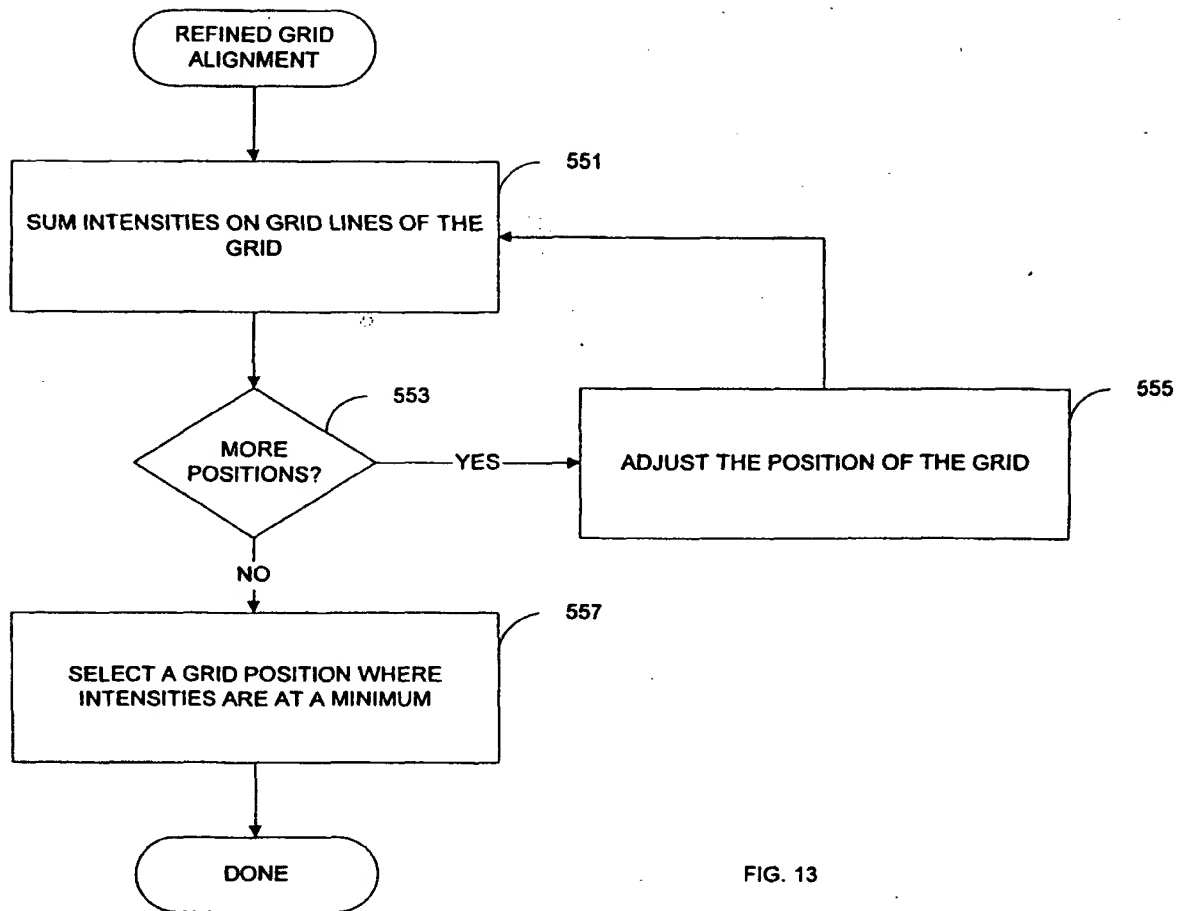 REFINED GRID
ALIGNMENT
551
SUM INTENSITIES ON GRID LINES OF THE
GRID
553
MORE
POSITIONS?
YES
555
ADJUST THE POSITION OF THE GRID
NO
557
SELECT A GRID POSITION WHERE
INTENSITIES ARE AT A MINIMUM
DONE
FIG. 13